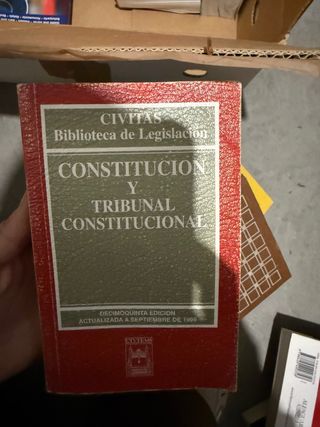 CIVITAS
Biblioteca de Legislación
CONSTITUCION
Y
TRIBUNAL
CONSTITUCIONAL
DECIMOQUINTA EDICION
ACTUALIZADA A SEPTIEMBRE DE 1999
CIVITAS